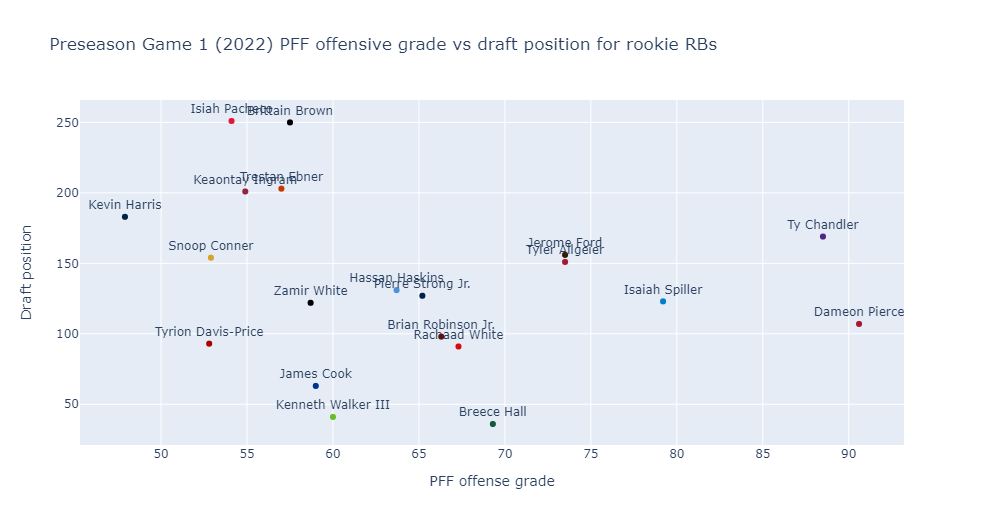 Preseason Game 1 (2022) PFF offensive grade vs draft position for rookie RBs
Isiah Pacheco
Brittain Brown
250
Trestan Ebner
Keaontay Ingram
200
Kevin Harris
Ty Chandler
Snoop Conner
Jerome Ford
Tyler Allgeier
150
Hassan Haskins
Pierre Strong Jr.
Zamir White
Isaiah Spiller
Dameon Pierce
Brian Robinson Jr.
Tyrion Davis-Price
Rachaad White
100
James Cook
Kenneth Walker III
50
Breece Hall
Draft position
50 55 60 65 70 75 80 85 90
PFF offense grade